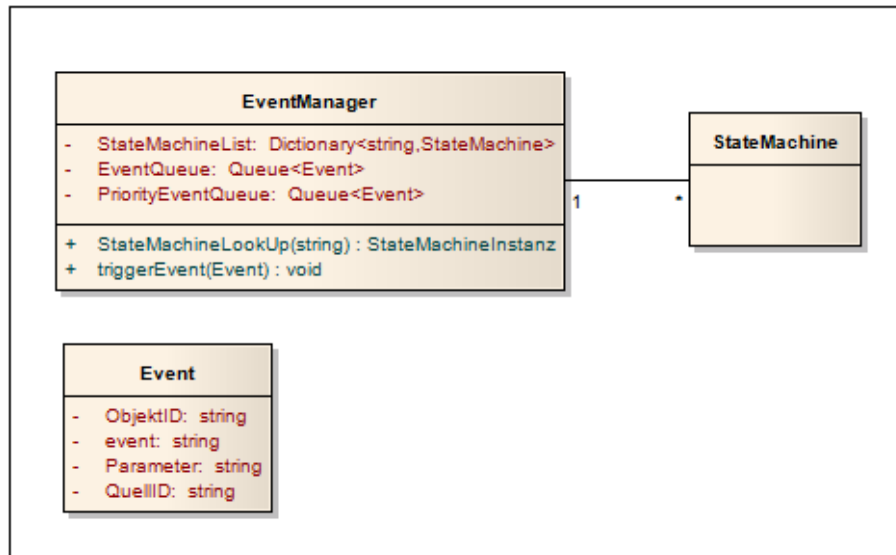 EventManager
- StateMachineList: Dictionary<string,StateMachine>
- EventQueue: Queue<Event>
- PriorityEventQueue: Queue<Event>
+ StateMachineLookUp(string) : StateMachineInstanz
+ triggerEvent(Event) : void
StateMachine
1 *
Event
- ObjektID: string
- event: string
- Parameter: string
- QuellID: string